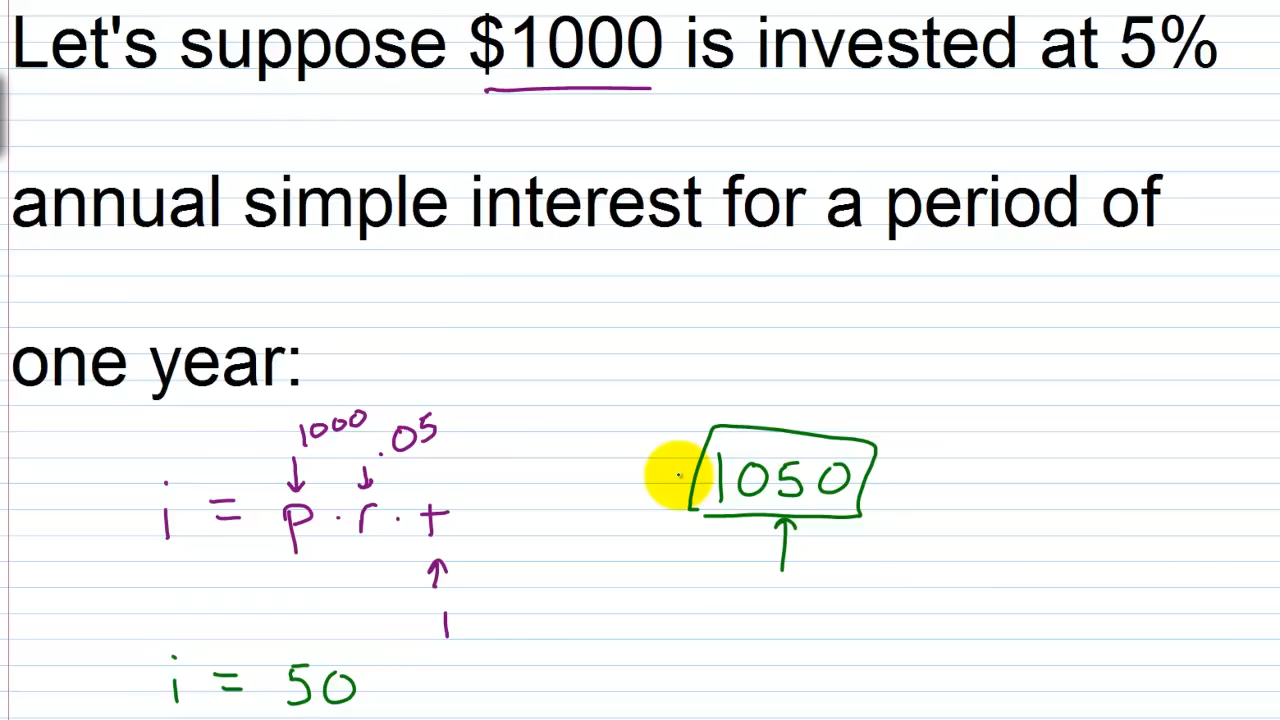 Let's suppose $1000 is invested at 5%
annual simple interest for a period of
one year:
1000 .05
i = p · r · t
1
i = 50
1050